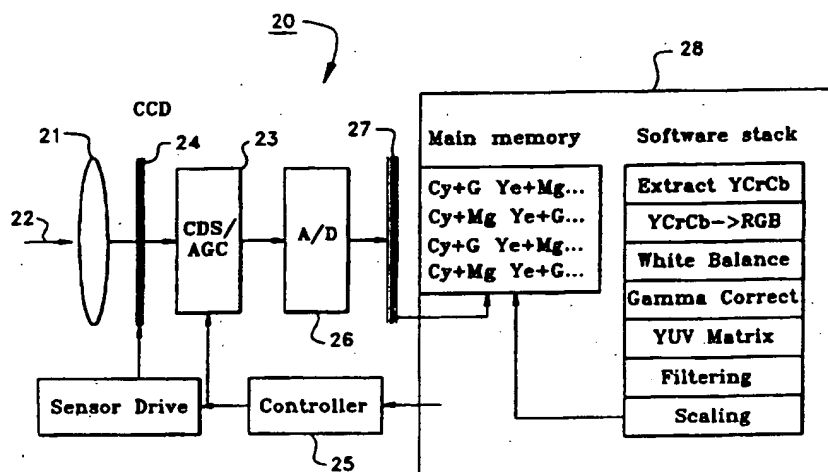 20
28
CCD
21
24
23
27
22
CDS/
AGC
A/D
26
Sensor Drive
Controller
25
Main memory
Cy+G Ye+Mg...
Cy+Mg Ye+G...
Cy+G Ye+Mg...
Cy+Mg Ye+G...
Software stack
Extract YCrCb
YCrCb->RGB
White Balance
Gamma Correct
YUV Matrix
Filtering
Scaling